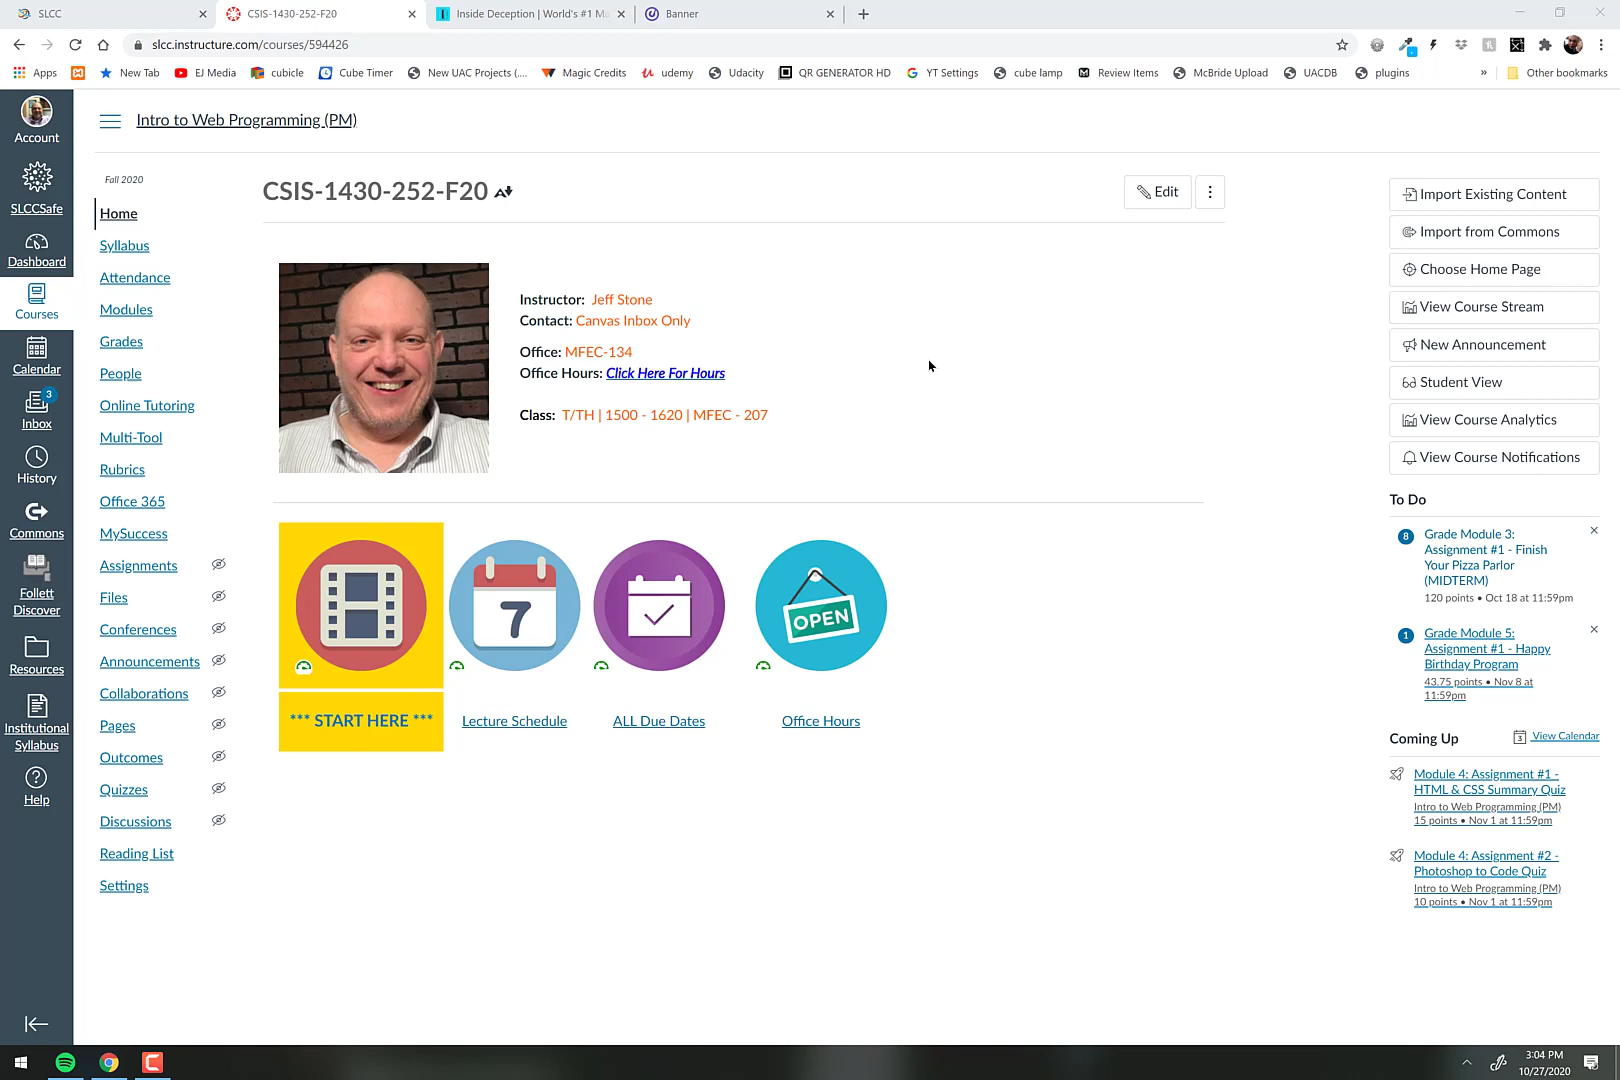 SLCC
CSIS-1430-252-F20
Inside Deception | World's #1 Ma
Banner
slcc.instructure.com/courses/594426
Apps
New Tab
EJ Media
cubicle
Cube Timer
New UAC Projects (....
Magic Credits
udemy
Udacity
QR GENERATOR HD
YT Settings
cube lamp
Review Items
McBride Upload
UACDB
plugins
»
Other bookmarks
Account
SLCCSafe
Dashboard
Courses
Calendar
3
Inbox
History
Commons
Follett
Discover
Resources
Institutional
Syllabus
Help
Intro to Web Programming (PM)
Fall 2020
Home
Syllabus
Attendance
Modules
Grades
People
Online Tutoring
Multi-Tool
Rubrics
Office 365
MySuccess
Assignments
Files
Conferences
Announcements
Collaborations
Pages
Outcomes
Quizzes
Discussions
Reading List
Settings
CSIS-1430-252-F20
Edit
Instructor: Jeff Stone
Contact: Canvas Inbox Only
Office: MFEC-134
Office Hours: Click Here For Hours
Class: T/TH | 1500 - 1620 | MFEC - 207
7
OPEN
*** START HERE ***
Lecture Schedule
ALL Due Dates
Office Hours
Import Existing Content
Import from Commons
Choose Home Page
View Course Stream
New Announcement
Student View
View Course Analytics
View Course Notifications
To Do
8
Grade Module 3:
Assignment #1 - Finish
Your Pizza Parlor
(MIDTERM)
120 points • Oct 18 at 11:59pm
1
Grade Module 5:
Assignment #1 - Happy
Birthday Program
43.75 points • Nov 8 at
11:59pm
Coming Up
3
View Calendar
Module 4: Assignment #1 -
HTML & CSS Summary Quiz
Intro to Web Programming (PM)
15 points • Nov 1 at 11:59pm
Module 4: Assignment #2 -
Photoshop to Code Quiz
Intro to Web Programming (PM)
10 points • Nov 1 at 11:59pm
3:04 PM
10/27/2020